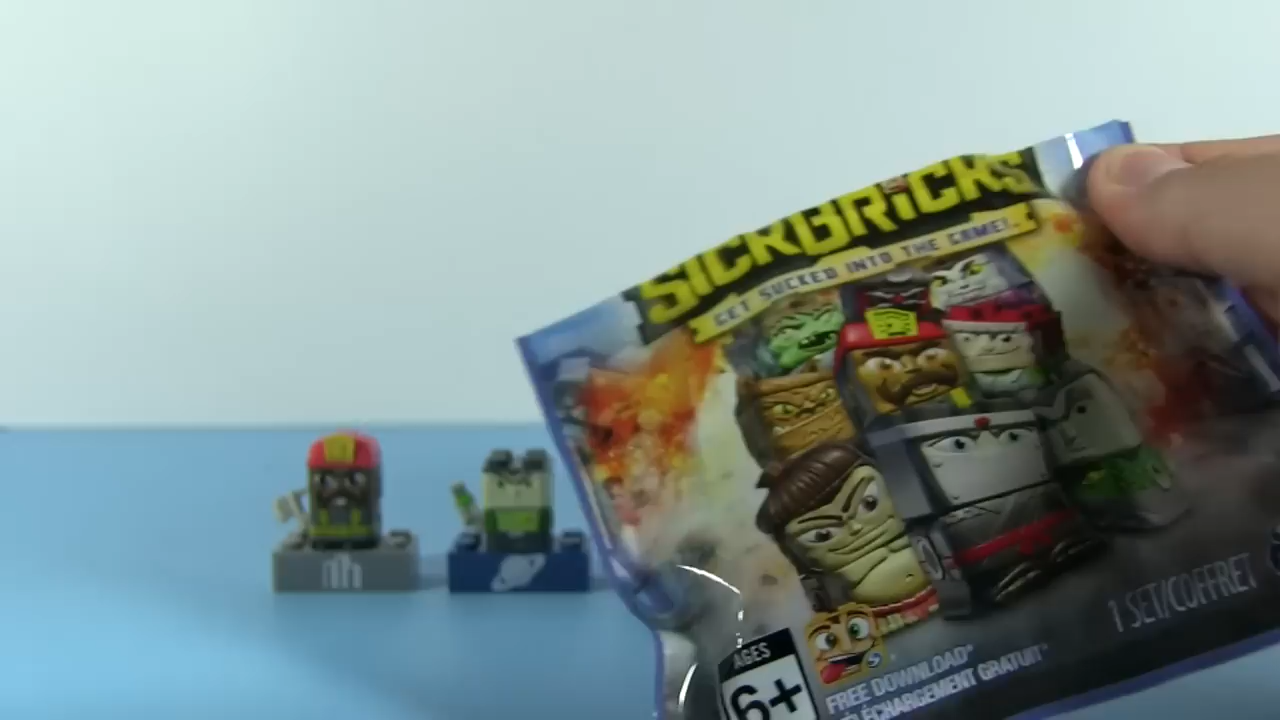 SICKBRICKS
GET SUCKED INTO THE GAME!
1 SET/COFFRET
AGES
6+
FREE DOWNLOAD*
TÉLÉCHARGEMENT GRATUIT*